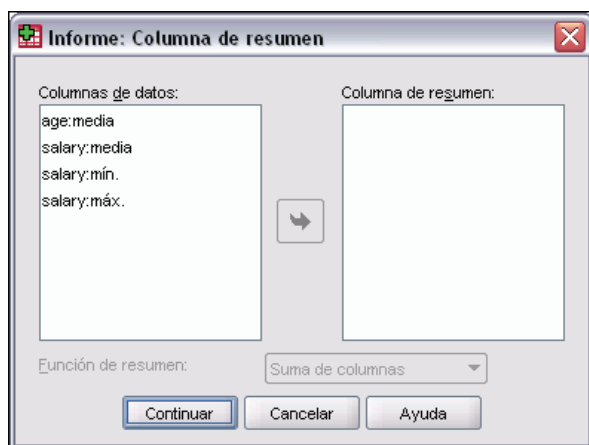 Informe: Columna de resumen
Columnas de datos:
age:media
salary:media
salary:mín.
salary:máx.
Columna de resumen:
Función de resumen:
Suma de columnas
Continuar
Cancelar
Ayuda